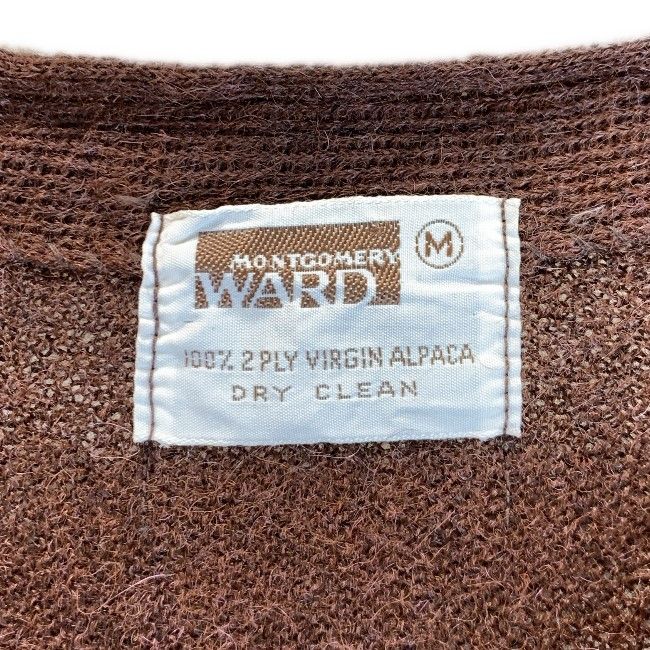 MONTGOMERY
WARD
M
100% 2 PLY VIRGIN ALPACA
DRY CLEAN